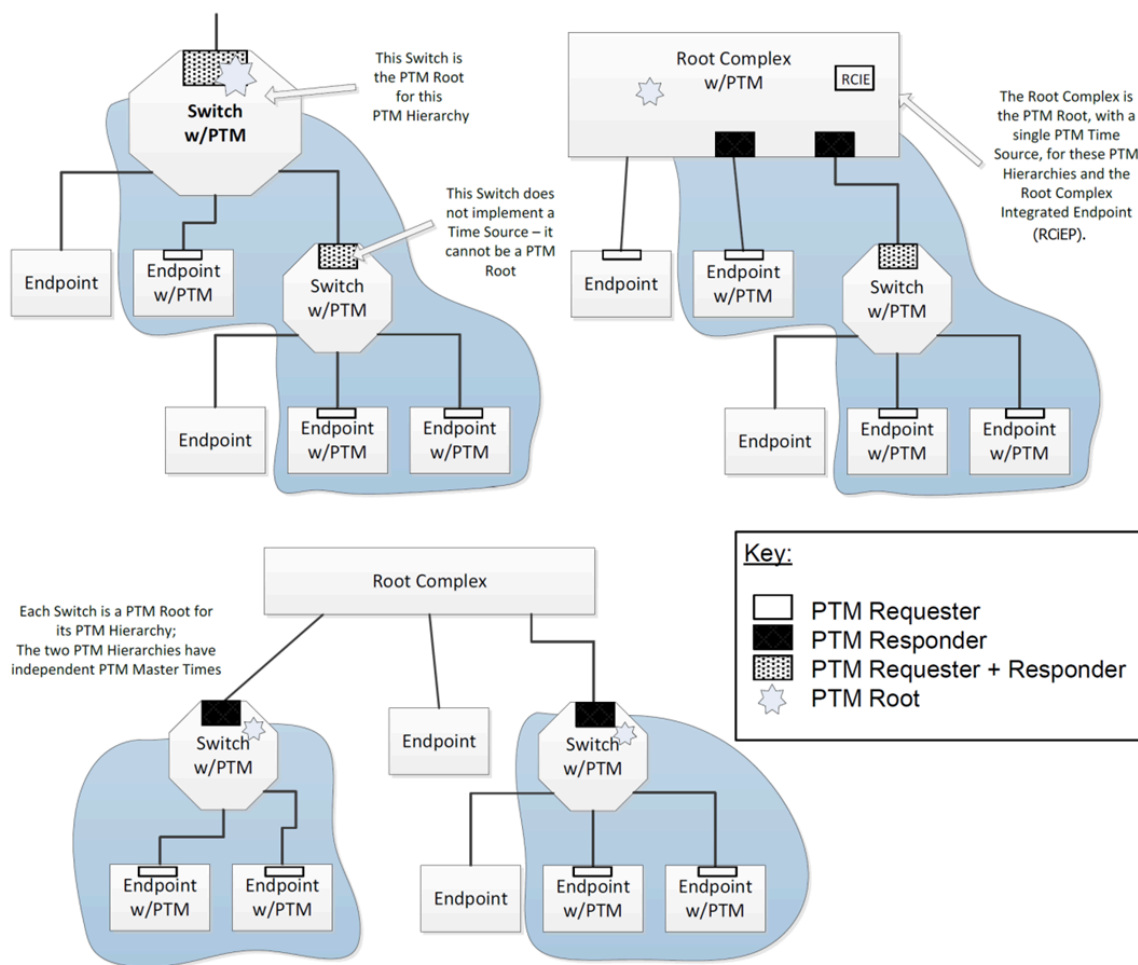 This Switch is
the PTM Root
for this
PTM Hierarchy
Switch
w/PTM
This Switch does
not implement a
Time Source – it
cannot be a PTM
Root
Endpoint
Endpoint
w/PTM
Switch
w/PTM
Endpoint
Endpoint
w/PTM
Endpoint
w/PTM
Root Complex
w/PTM
RCIE
The Root Complex is
the PTM Root, with a
single PTM Time
Source, for these PTM
Hierarchies and the
Root Complex
Integrated Endpoint
(RCiEP).
Endpoint
Endpoint
w/PTM
Switch
w/PTM
Endpoint
Endpoint
w/PTM
Endpoint
w/PTM
Root Complex
Each Switch is a PTM Root for
its PTM Hierarchy;
The two PTM Hierarchies have
independent PTM Master Times
Switch
w/PTM
Endpoint
Switch
w/PTM
Endpoint
w/PTM
Endpoint
w/PTM
Endpoint
Endpoint
w/PTM
Endpoint
w/PTM
Key:
PTM Requester
PTM Responder
PTM Requester + Responder
PTM Root